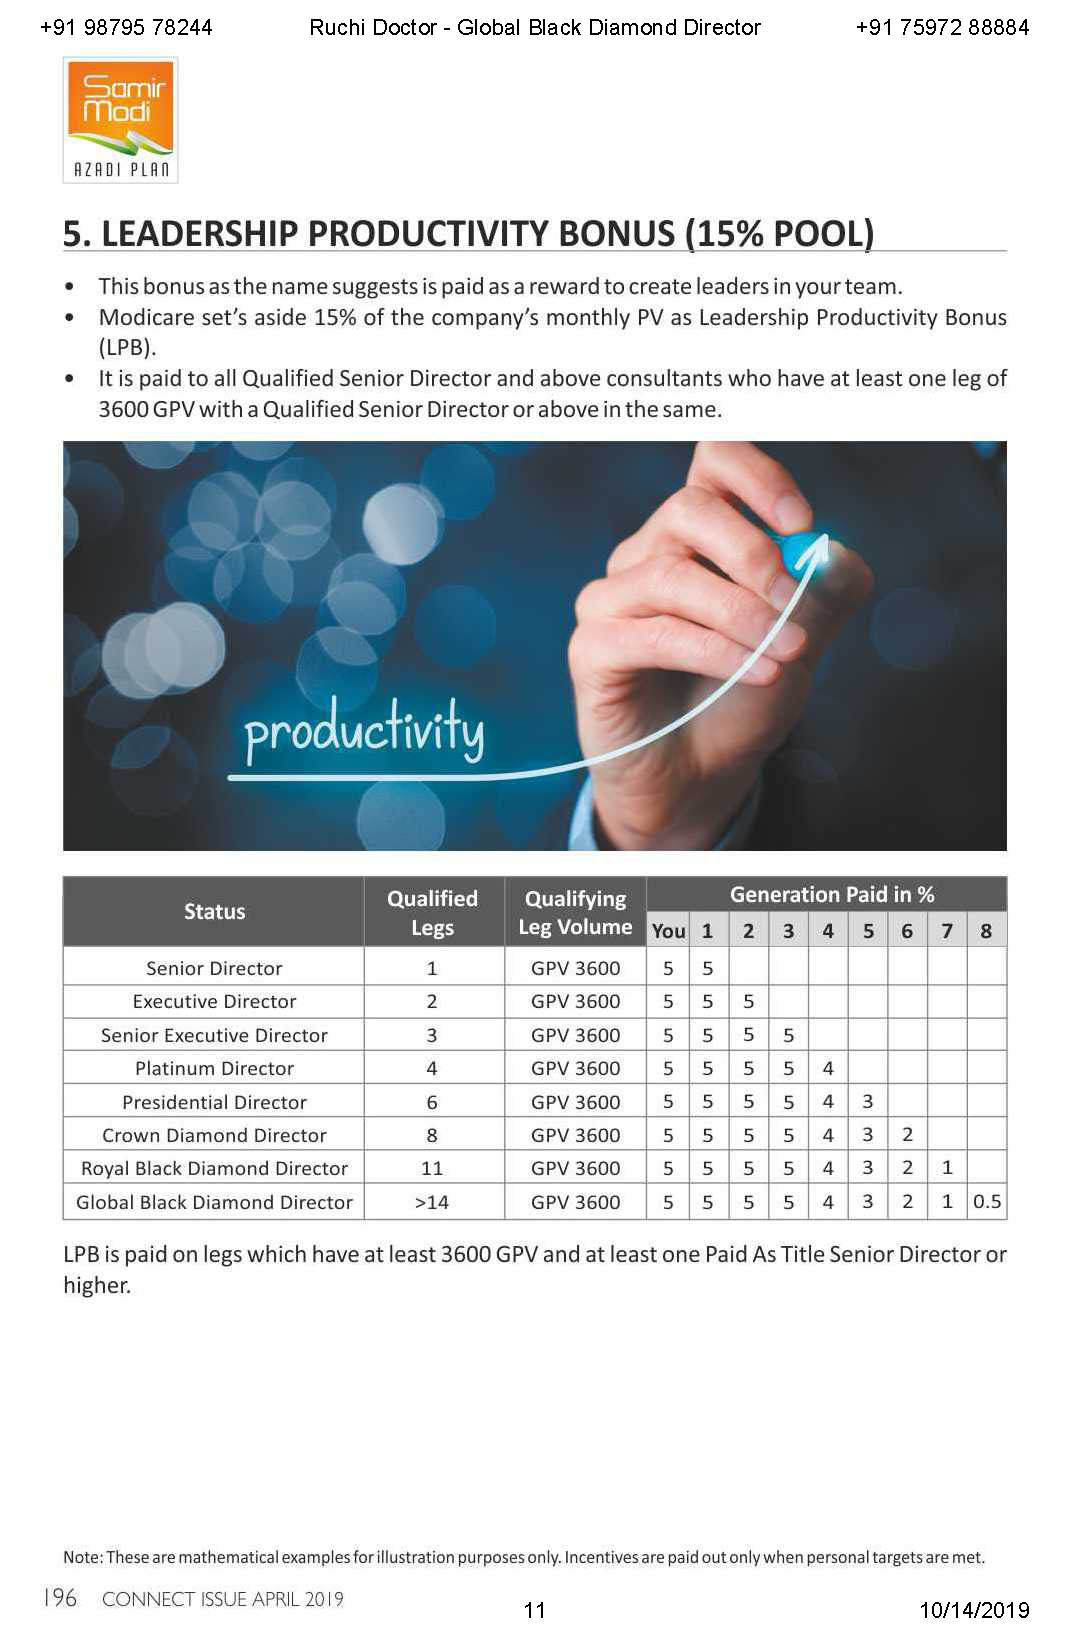 +91 98795 78244 Ruchi Doctor - Global Black Diamond Director +91 75972 88884
Samir
Modi
AZADI PLAN
5. LEADERSHIP PRODUCTIVITY BONUS (15% POOL)
• This bonus as the name suggests is paid as a reward to create leaders in your team.
• Modicare set's aside 15% of the company's monthly PV as Leadership Productivity Bonus
(LPB).
• It is paid to all Qualified Senior Director and above consultants who have at least one leg of
3600 GPV with a Qualified Senior Director or above in the same.
productivity
Status Qualified Legs Qualifying Leg Volume Generation Paid in %
You 1 2 3 4 5 6 7 8
Senior Director 1 GPV 3600 5 5
Executive Director 2 GPV 3600 5 5 5
Senior Executive Director 3 GPV 3600 5 5 5 5
Platinum Director 4 GPV 3600 5 5 5 5 4
Presidential Director 6 GPV 3600 5 5 5 5 4 3
Crown Diamond Director 8 GPV 3600 5 5 5 5 4 3 2
Royal Black Diamond Director 11 GPV 3600 5 5 5 5 4 3 2 1
Global Black Diamond Director >14 GPV 3600 5 5 5 5 4 3 2 1 0.5
LPB is paid on legs which have at least 3600 GPV and at least one Paid As Title Senior Director or
higher.
Note: These are mathematical examples for illustration purposes only. Incentives are paid out only when personal targets are met.
196 CONNECT ISSUE APRIL 2019
11 10/14/2019